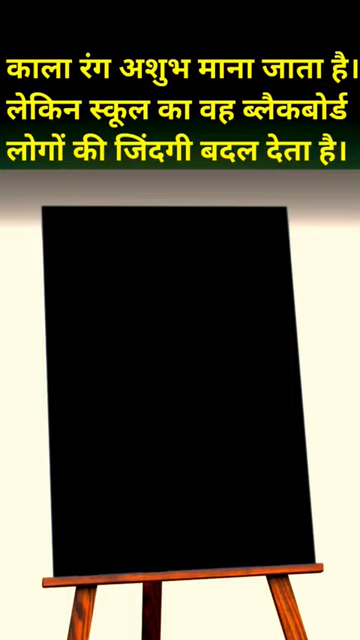 काला रंग अशुभ माना जाता है।
लेकिन स्कूल का वह ब्लैकबोर्ड
लोगों की जिंदगी बदल देता है।